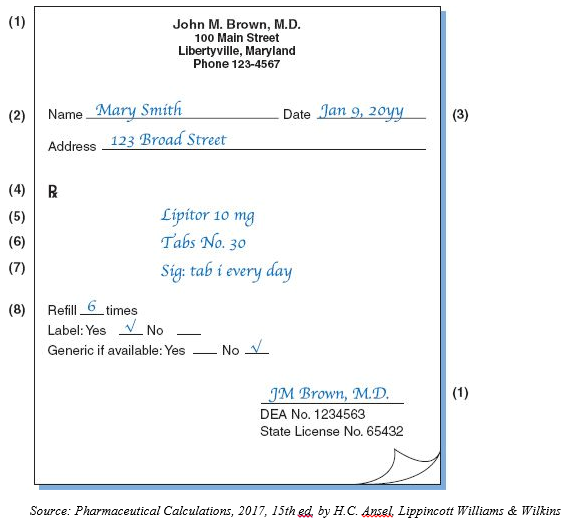 (1) John M. Brown, M.D.
100 Main Street
Libertyville, Maryland
Phone 123-4567
(2) Name Mary Smith Date Jan 9, 20yy (3)
Address 123 Broad Street
(4) ℞
(5) Lipitor 10 mg
(6) Tabs No. 30
(7) Sig: tab i every day
(8) Refill 6 times
Label: Yes √ No
Generic if available: Yes No √
JM Brown, M.D. (1)
DEA No. 1234563
State License No. 65432
Source: Pharmaceutical Calculations, 2017, 15th ed, by H.C. Ansel, Lippincott Williams & Wilkins